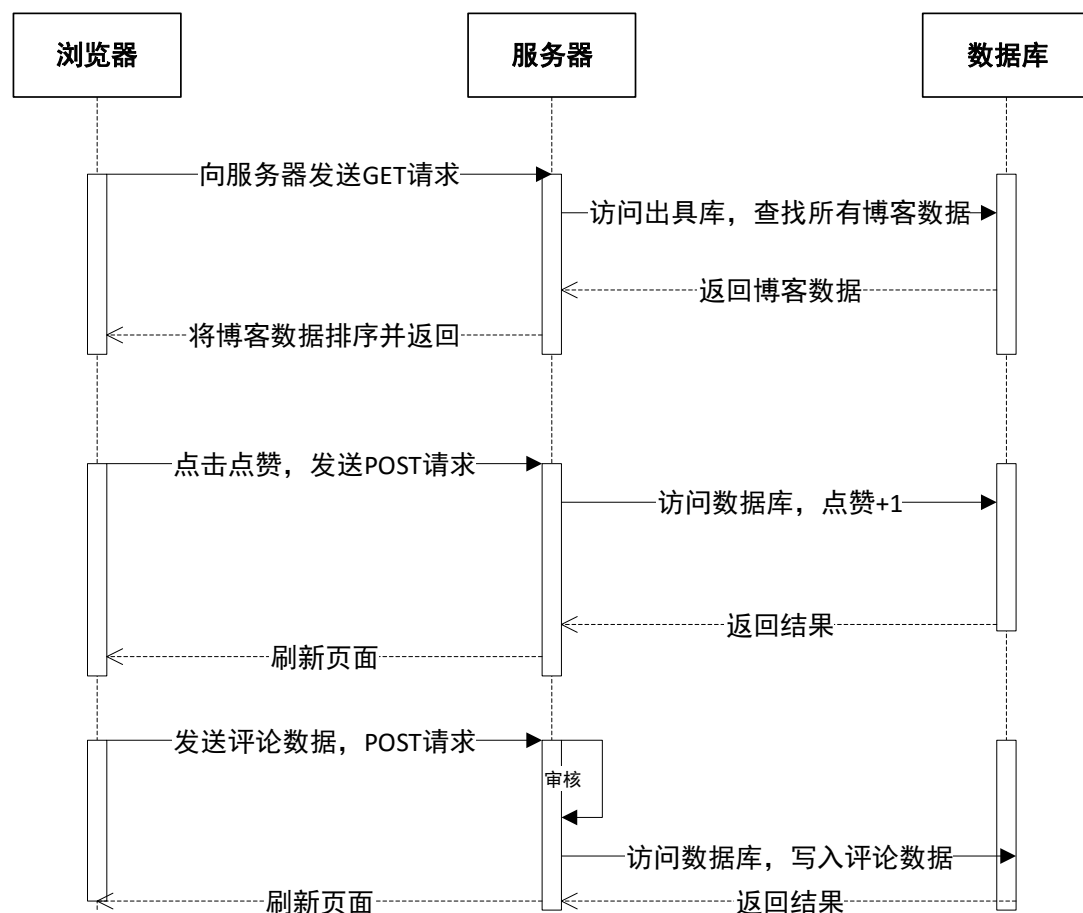 浏览器
服务器
数据库
向服务器发送GET请求
访问出具库，查找所有博客数据
返回博客数据
将博客数据排序并返回
点击点赞，发送POST请求
访问数据库，点赞+1
返回结果
刷新页面
发送评论数据，POST请求
审核
访问数据库，写入评论数据
刷新页面
返回结果